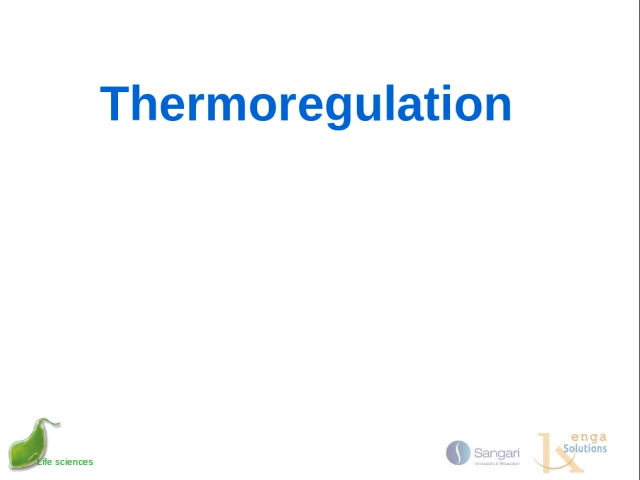 Thermoregulation
Life sciences
Sangari
enga
Solutions